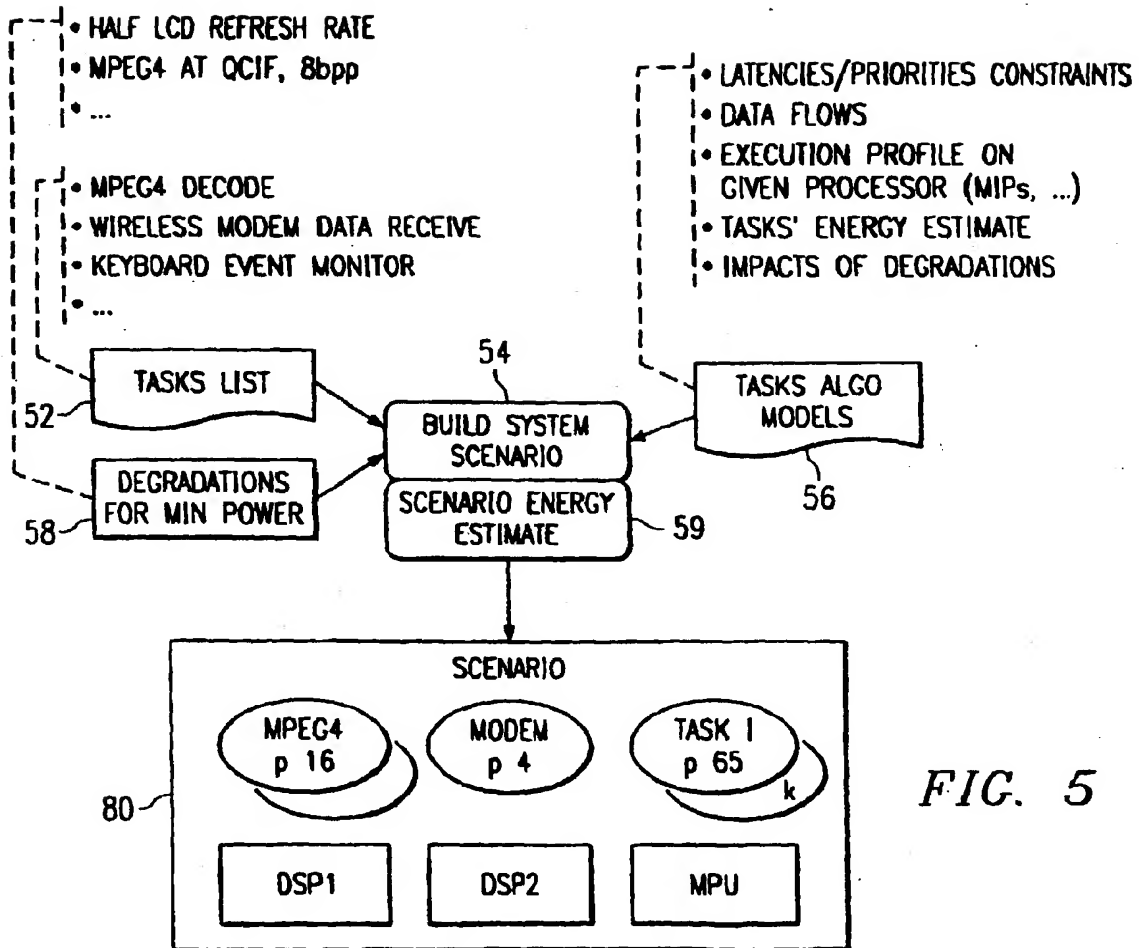 • HALF LCD REFRESH RATE
• MPEG4 AT QCIF, 8bpp
• ...
• MPEG4 DECODE
• WIRELESS MODEM DATA RECEIVE
• KEYBOARD EVENT MONITOR
• ...
• LATENCIES/PRIORITIES CONSTRAINTS
• DATA FLOWS
• EXECUTION PROFILE ON
GIVEN PROCESSOR (MIPs, ...)
• TASKS' ENERGY ESTIMATE
• IMPACTS OF DEGRADATIONS
52
TASKS LIST
58
DEGRADATIONS
FOR MIN POWER
54
BUILD SYSTEM
SCENARIO
SCENARIO ENERGY
ESTIMATE
59
TASKS ALGO
MODELS
56
80
SCENARIO
MPEG4
p 16
MODEM
p 4
TASK I
p 65
k
DSP1
DSP2
MPU
FIG. 5